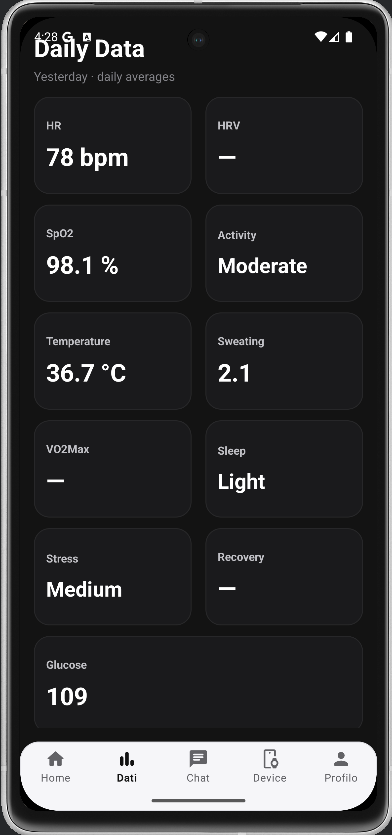 4:28 G A
Daily Data
Yesterday · daily averages
HR
78 bpm
HRV
—
SpO2
98.1 %
Activity
Moderate
Temperature
36.7 °C
Sweating
2.1
VO2Max
—
Sleep
Light
Stress
Medium
Recovery
—
Glucose
109
Home
Dati
Chat
Device
Profilo